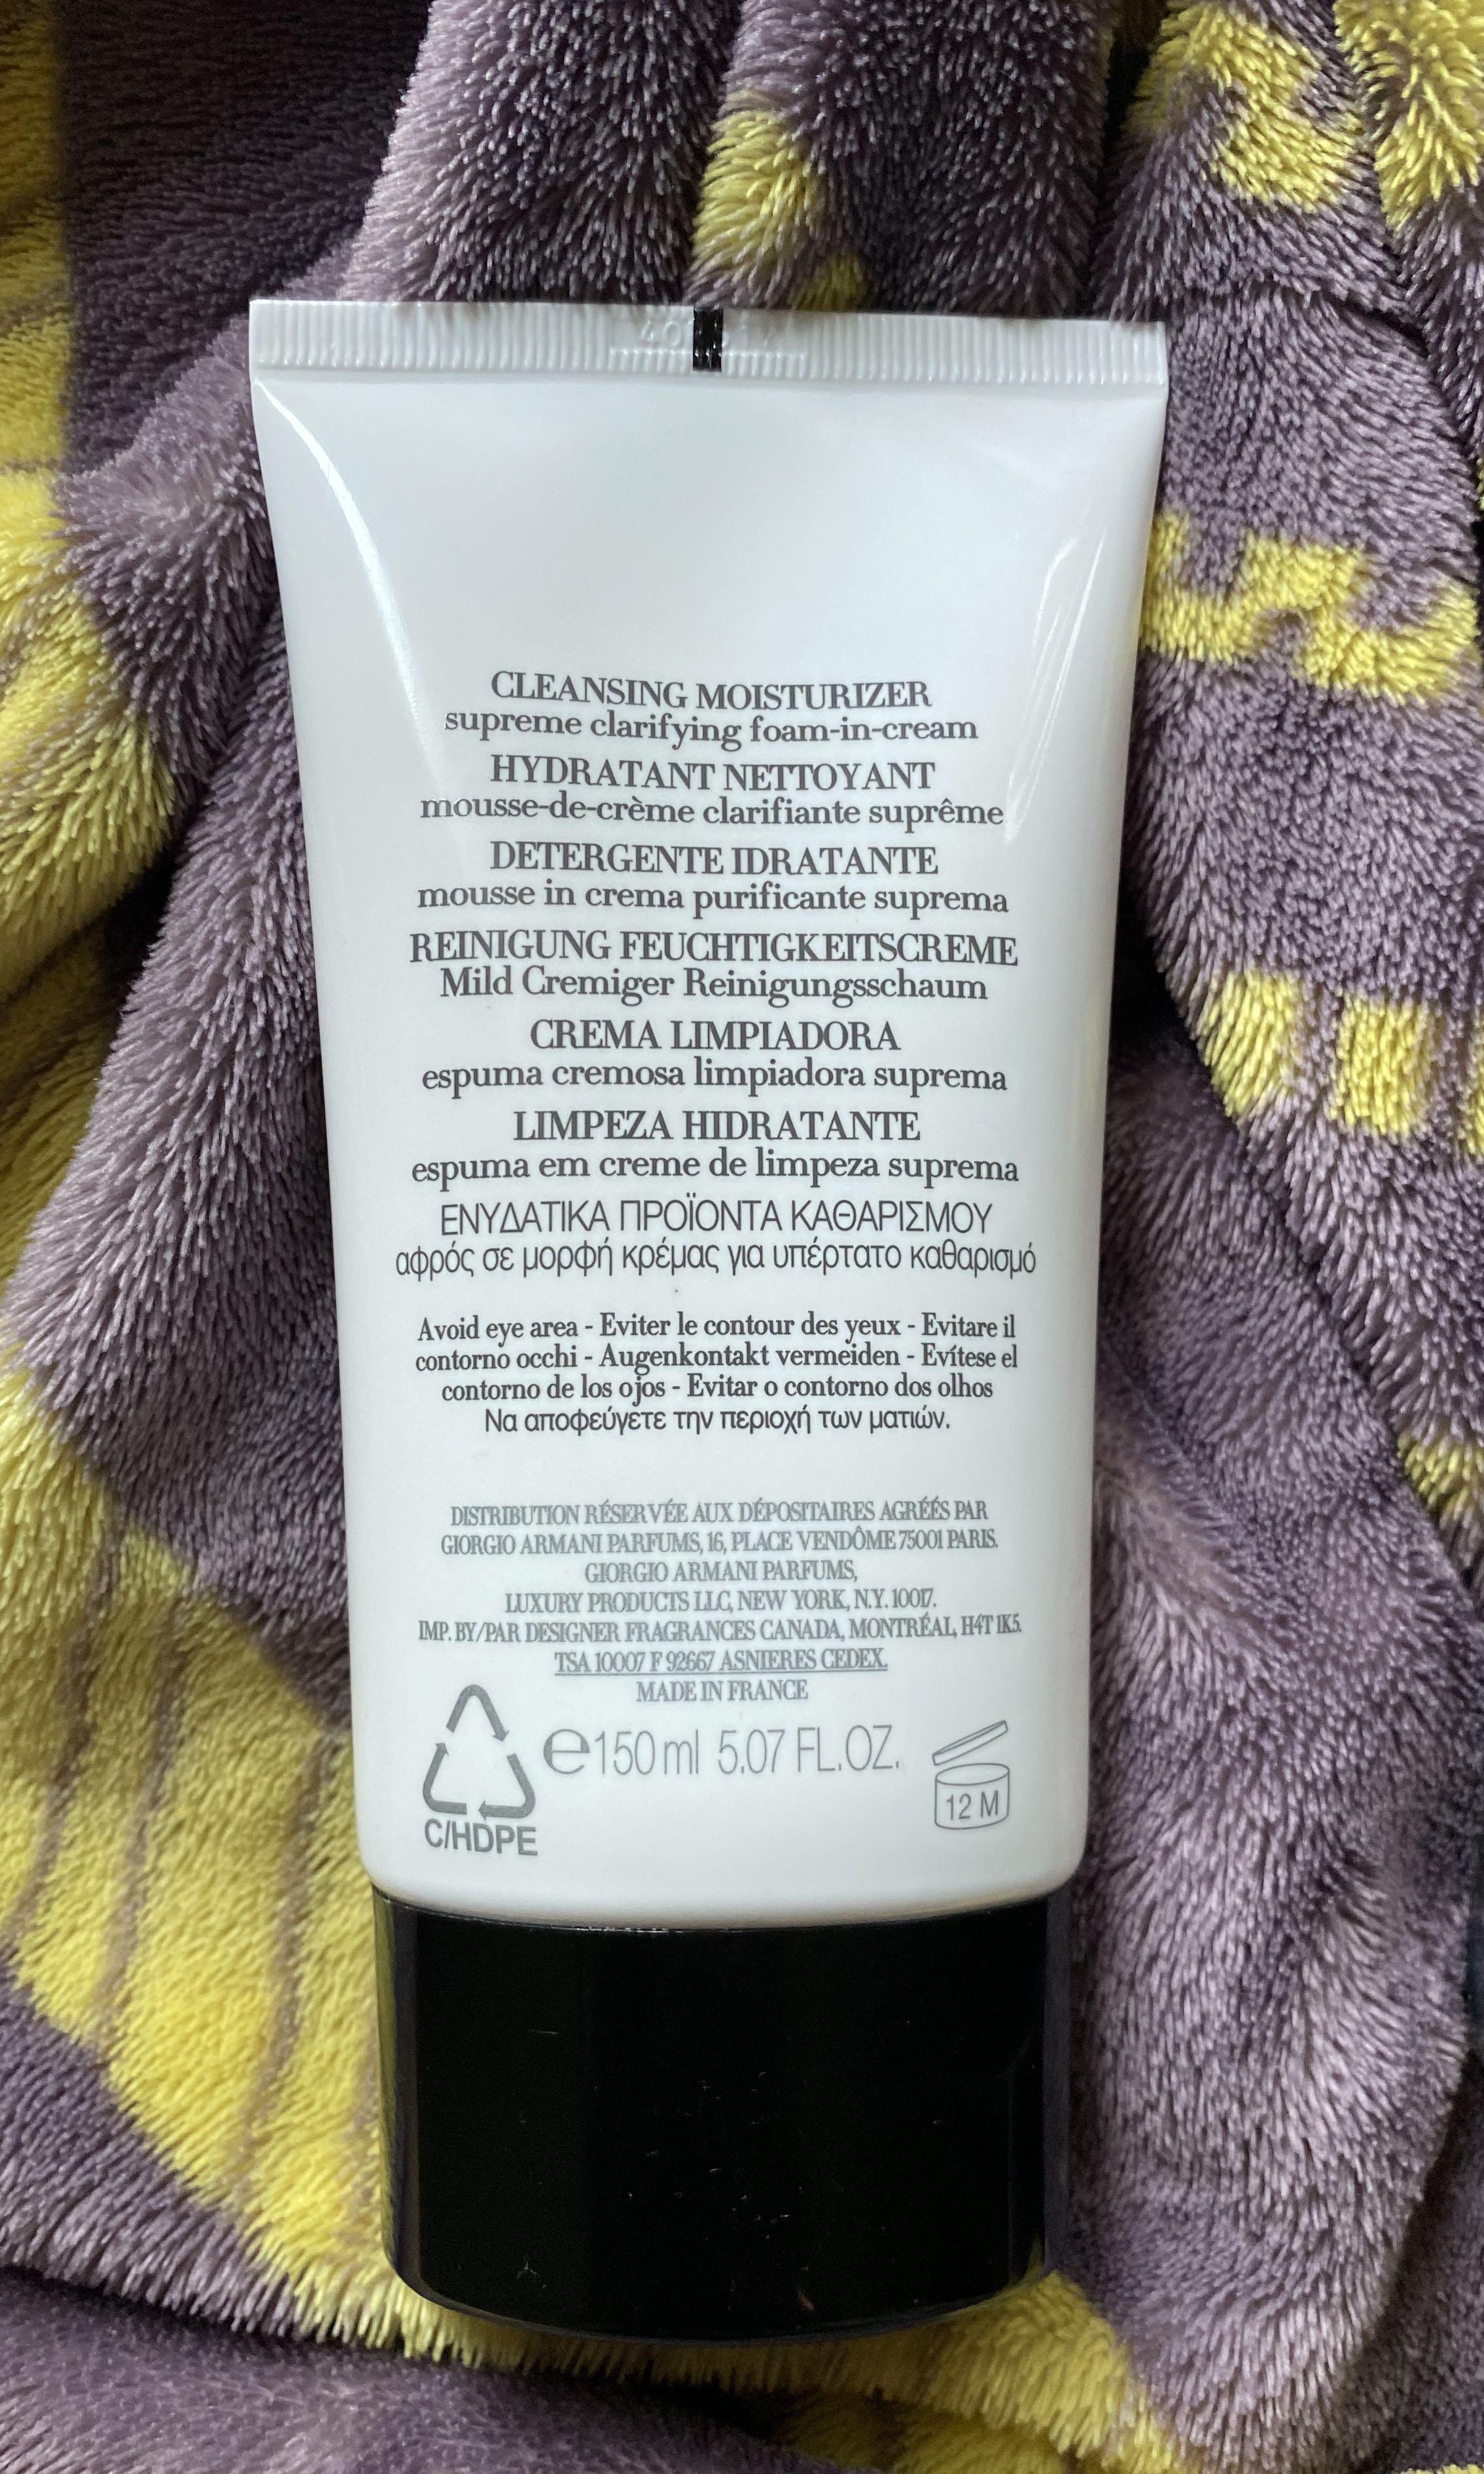 CLEANSING MOISTURIZER
supreme clarifying foam-in-cream
HYDRATANT NETTOYANT
mousse-de-crème clarifiante suprême
DETERGENTE IDRATANTE
mousse in crema purificante suprema
REINIGUNG FEUCHTIGKEITSCREME
Mild Cremiger Reinigungsschaum
CREMA LIMPIADORA
espuma cremosa limpiadora suprema
LIMPEZA HIDRATANTE
espuma em creme de limpeza suprema
ΕΝΥΔΑΤΙΚΑ ΠΡΟΪΟΝΤΑ ΚΑΘΑΡΙΣΜΟΥ
αφρός σε μορφή κρέμας για υπέρτατο καθαρισμό
Avoid eye area - Eviter le contour des yeux - Evitare il
contorno occhi - Augenkontakt vermeiden - Evítese el
contorno de los ojos - Evitar o contorno dos olhos
Να αποφεύγετε την περιοχή των ματιών.
DISTRIBUTION RÉSERVÉE AUX DÉPOSITAIRES AGRÉÉS PAR
GIORGIO ARMANI PARFUMS, 16, PLACE VENDÔME 75001 PARIS.
GIORGIO ARMANI PARFUMS,
LUXURY PRODUCTS LLC, NEW YORK, N.Y. 10017.
IMP. BY/PAR DESIGNER FRAGRANCES CANADA, MONTRÉAL, H4T 1K5.
TSA 10007 F 92667 ASNIERES CEDEX.
MADE IN FRANCE
e 150 ml 5.07 FL.OZ.
12 M
C/HDPE